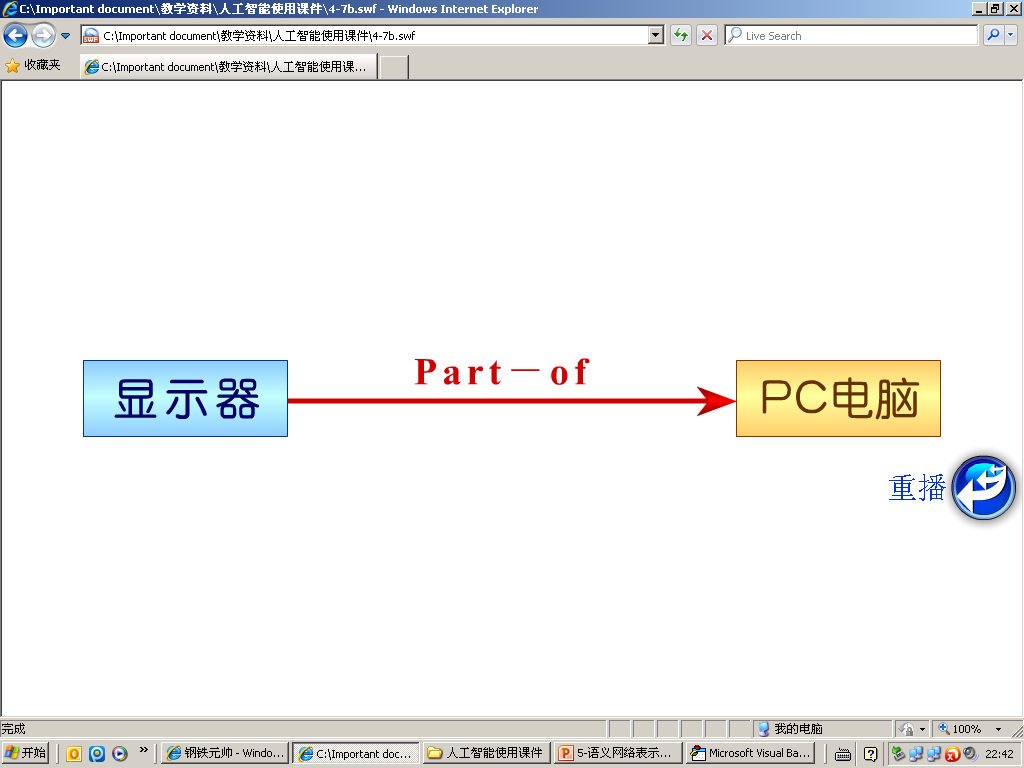 C:\Important document\教学资料\人工智能使用课件\4-7b.swf - Windows Internet Explorer
C:\Important document\教学资料\人工智能使用课件\4-7b.swf
Live Search
收藏夹
C:\Important document\教学资料\人工智能使用课...
Part－of
显示器
PC电脑
重播
完成
我的电脑
100%
开始
»
钢铁元帅 - Windo...
C:\Important doc...
人工智能使用课件
5-语义网络表示...
Microsoft Visual Ba...
22:42